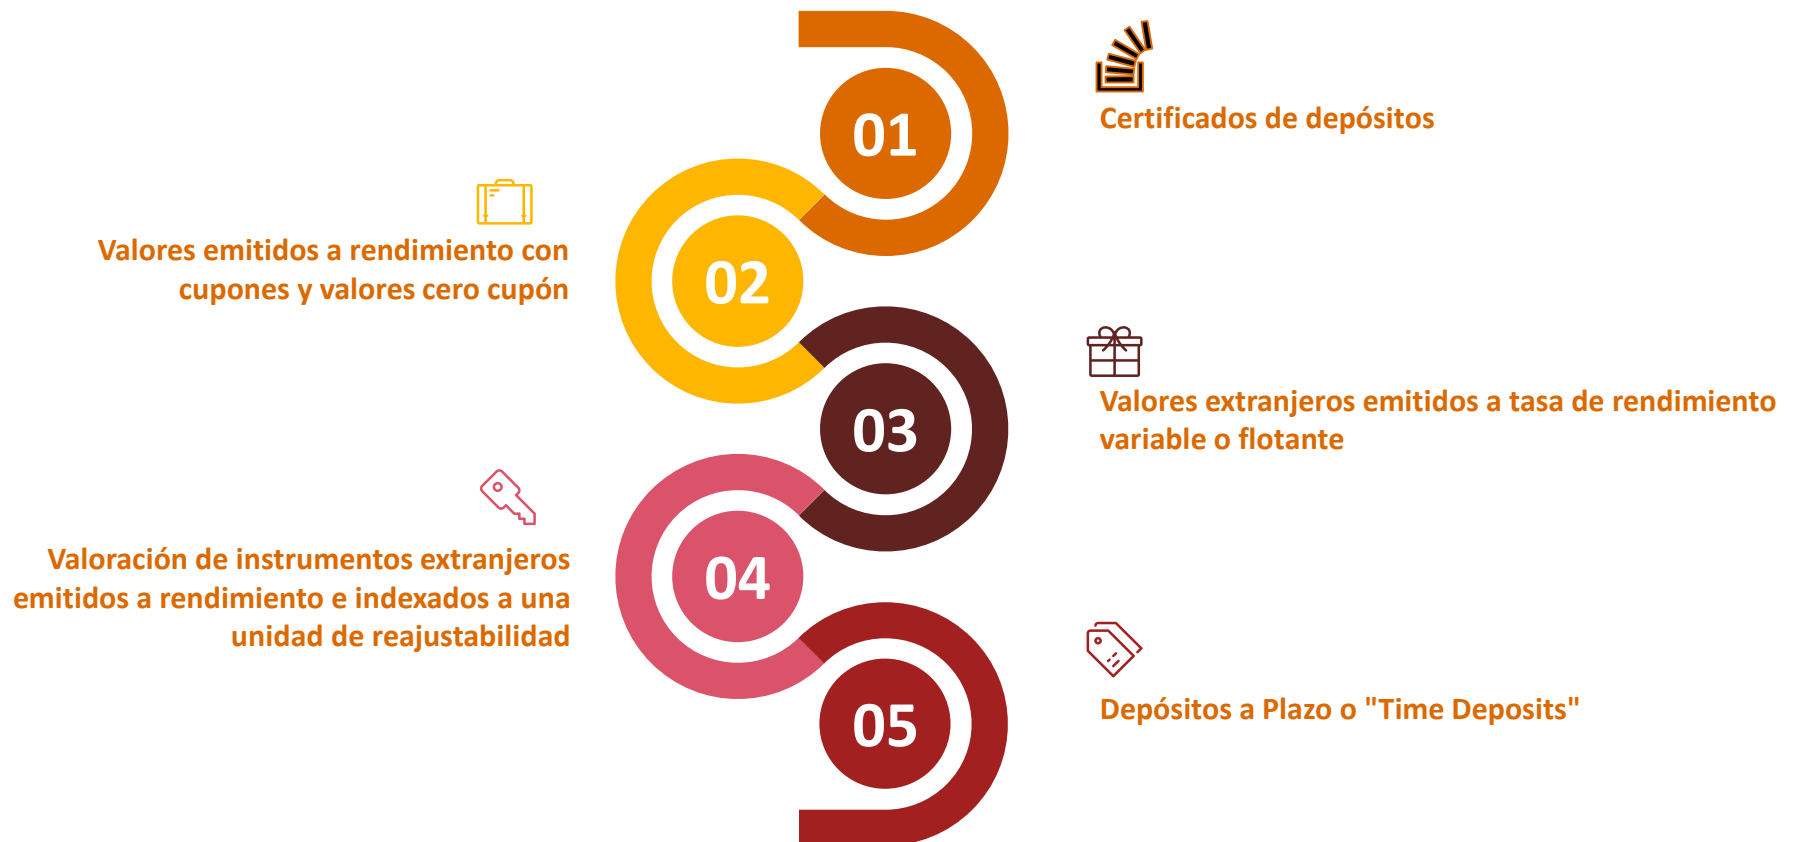 01
Certificados de depósitos
02
Valores emitidos a rendimiento con
cupones y valores cero cupón
03
Valores extranjeros emitidos a tasa de rendimiento
variable o flotante
04
Valoración de instrumentos extranjeros
emitidos a rendimiento e indexados a una
unidad de reajustabilidad
05
Depósitos a Plazo o "Time Deposits"